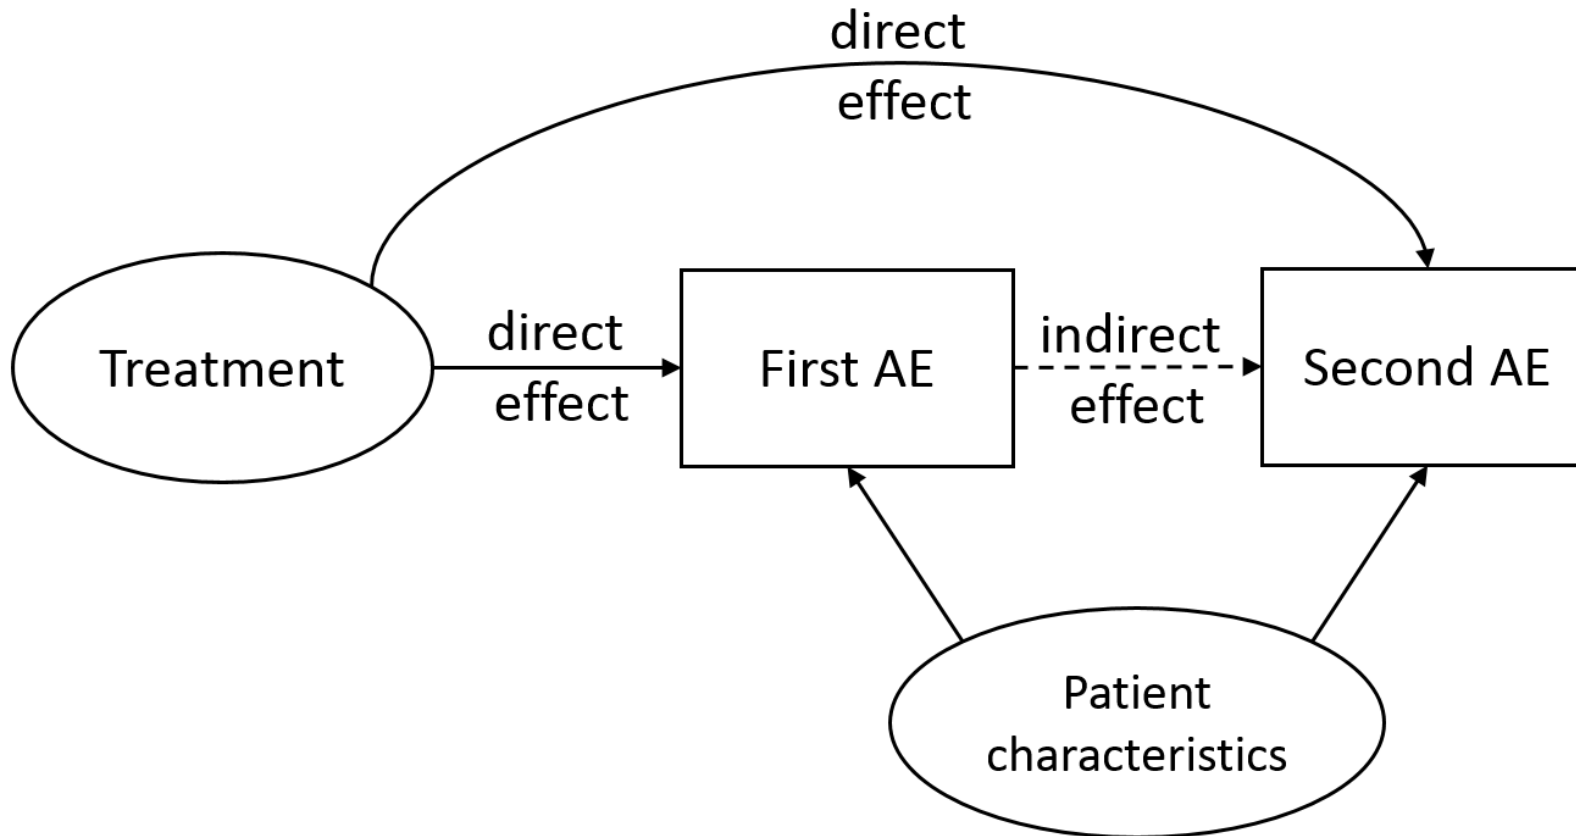 direct
effect
Treatment
direct
effect
First AE
indirect
effect
Second AE
Patient
characteristics